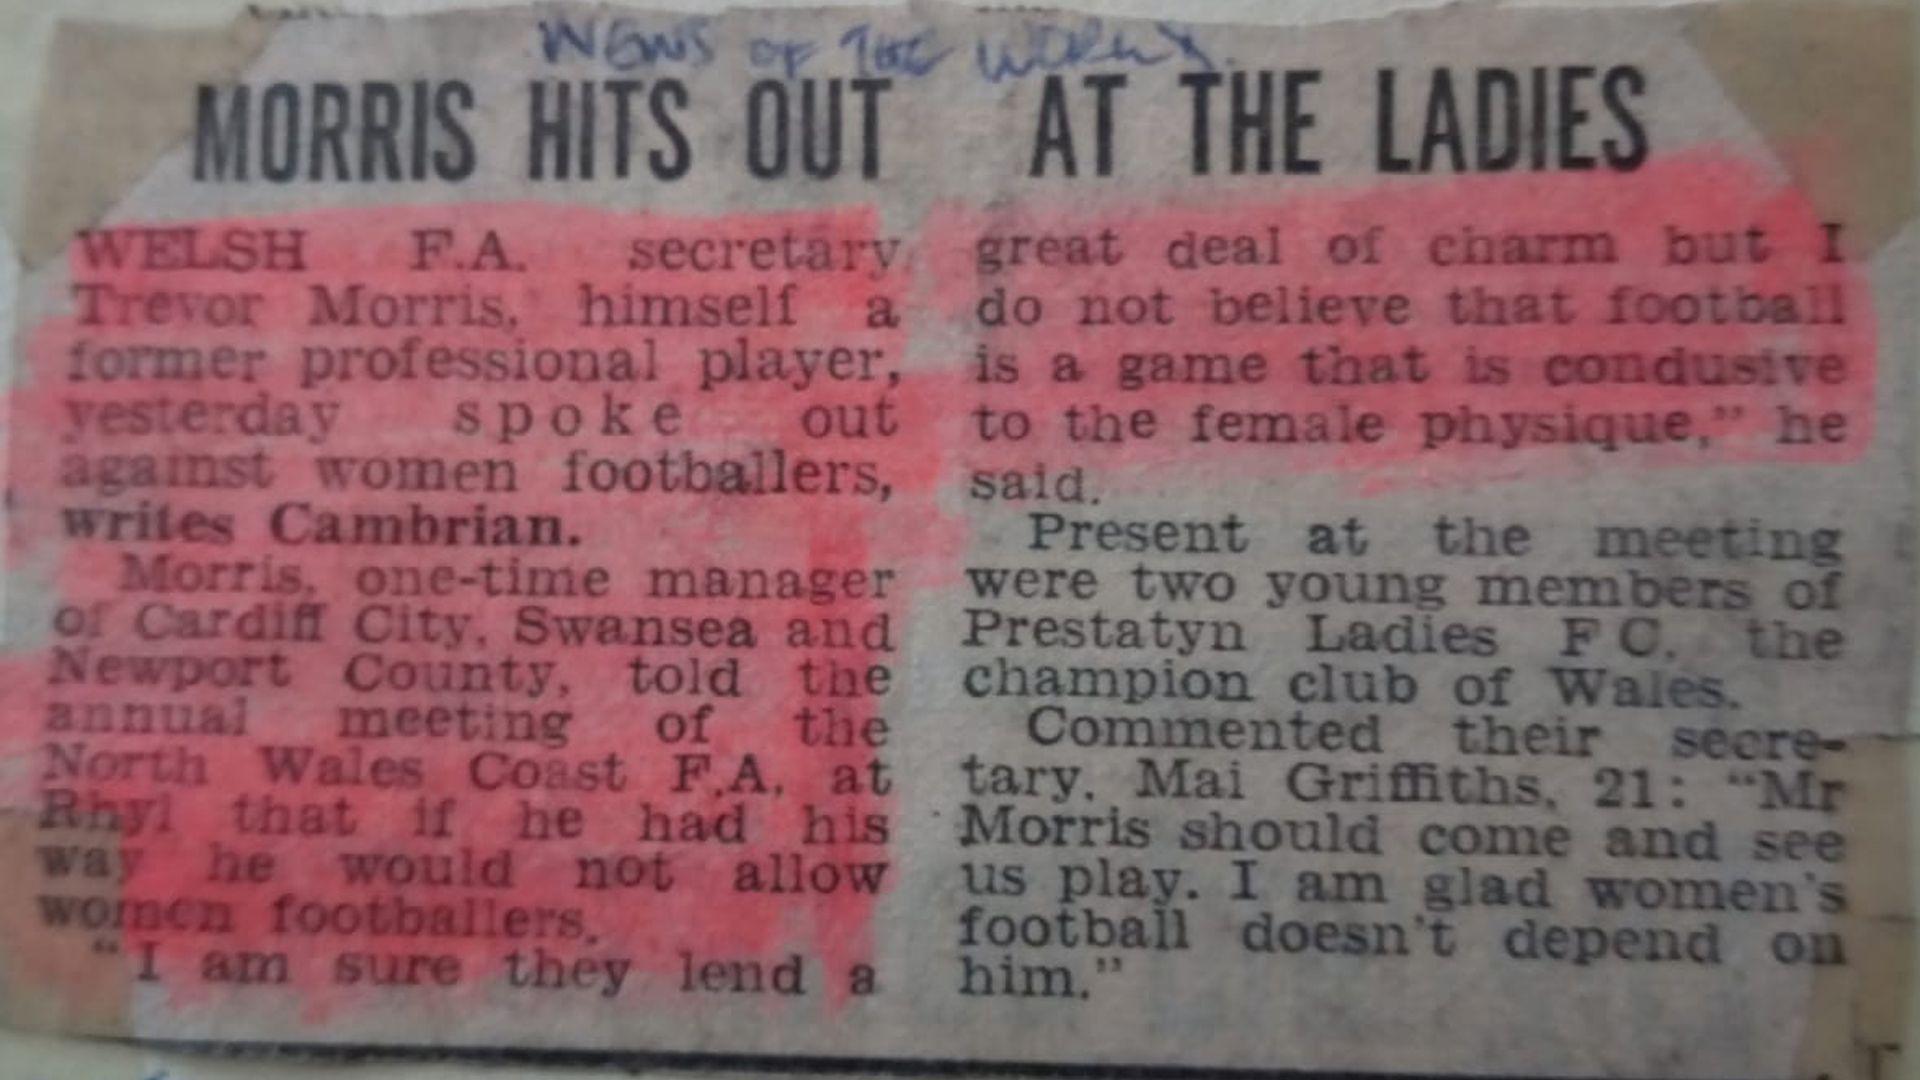 NEWS OF THE WORLD.
MORRIS HITS OUT AT THE LADIES
WELSH F.A. secretary
Trevor Morris, himself a
former professional player,
yesterday spoke out
against women footballers,
writes Cambrian.
Morris, one-time manager
of Cardiff City, Swansea and
Newport County, told the
annual meeting of the
North Wales Coast F.A. at
Rhyl that if he had his
way he would not allow
women footballers.
"I am sure they lend a
great deal of charm but I
do not believe that football
is a game that is condusive
to the female physique," he
said.
Present at the meeting
were two young members of
Prestatyn Ladies F C, the
champion club of Wales.
Commented their secre-
tary, Mai Griffiths, 21: "Mr
Morris should come and see
us play. I am glad women's
football doesn't depend on
him."